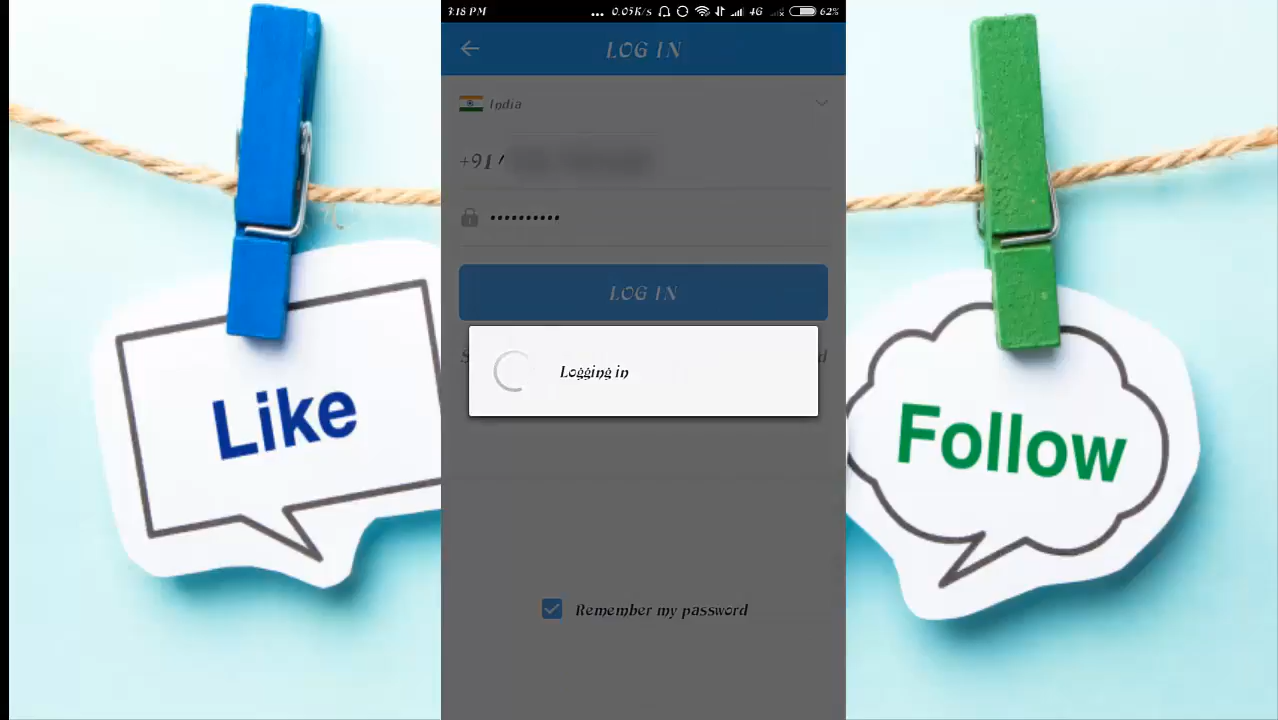 3:18 PM ... 0.05K/s 4G 62%
LOG IN
India
+91
••••••••••
LOG IN
Logging in
Remember my password
Like
Follow